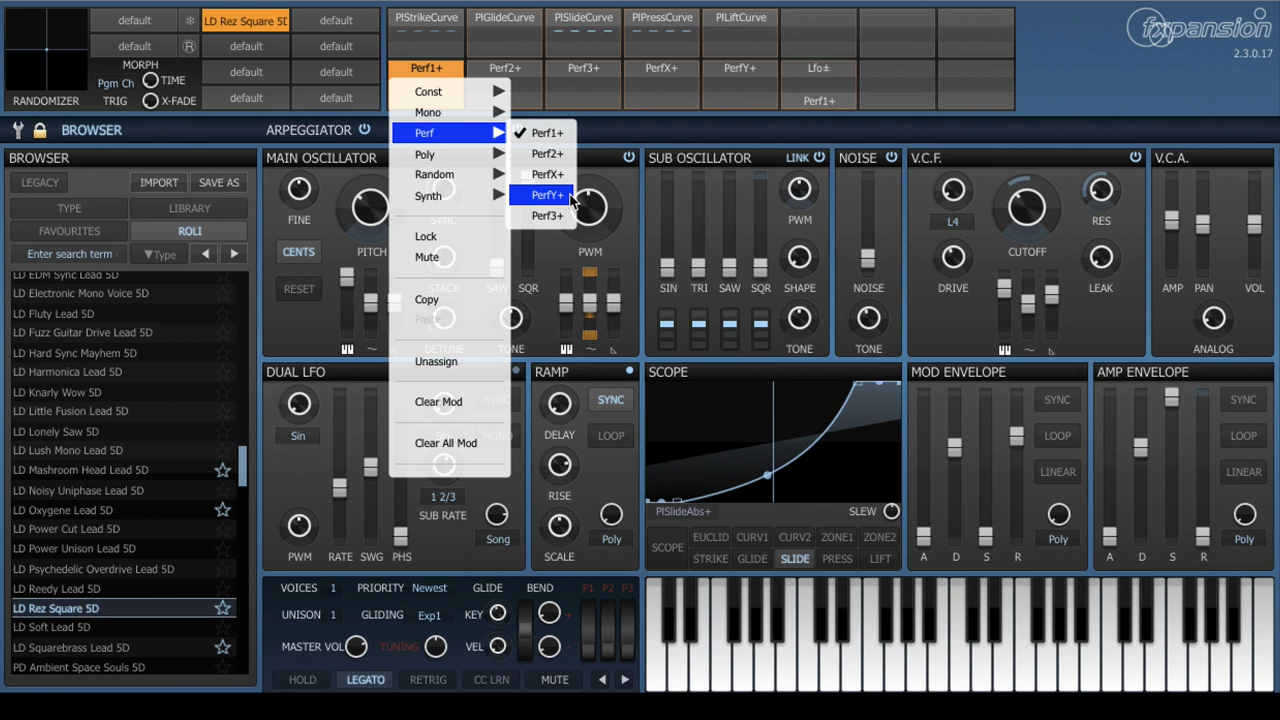 default
LD Rez Square 5D
default
PlStrikeCurve
PlGlideCurve
PlSlideCurve
PlPressCurve
PlLiftCurve
fxpansion
2.3.0.17
default
®
default
default
MORPH
Pgm Ch
TIME
default
default
Perf1+
Perf2+
Perf3+
PerfX+
PerfY+
Lfo±
RANDOMIZER
TRIG
X-FADE
default
default
Perf1+
BROWSER
ARPEGGIATOR
Const
Mono
Perf
Poly
Random
Synth
Lock
Mute
Copy
Paste
Unassign
Clear Mod
Clear All Mod
Perf1+
Perf2+
PerfX+
PerfY+
Perf3+
BROWSER
LEGACY
IMPORT
SAVE AS
TYPE
LIBRARY
FAVOURITES
ROLI
Enter search term
▼Type
LD EDM Sync Lead 5D
LD Electronic Mono Voice 5D
LD Fluty Lead 5D
LD Fuzz Guitar Drive Lead 5D
LD Hard Sync Mayhem 5D
LD Harmonica Lead 5D
LD Knarly Wow 5D
LD Little Fusion Lead 5D
LD Lonely Saw 5D
LD Lush Mono Lead 5D
LD Mashroom Head Lead 5D
LD Noisy Uniphase Lead 5D
LD Oxygene Lead 5D
LD Power Cut Lead 5D
LD Power Unison Lead 5D
LD Psychedelic Overdrive Lead 5D
LD Reedy Lead 5D
LD Rez Square 5D
LD Soft Lead 5D
LD Squarebrass Lead 5D
PD Ambient Space Souls 5D
MAIN OSCILLATOR
FINE
CENTS
PITCH
RESET
SYNC
STACK
SAW
SQR
PWM
DETUNE
TONE
SUB OSCILLATOR
LINK
PWM
SIN
TRI
SAW
SQR
SHAPE
TONE
NOISE
NOISE
TONE
V.C.F.
L4
RES
CUTOFF
DRIVE
LEAK
V.C.A.
AMP
PAN
VOL
ANALOG
DUAL LFO
Sin
PWM
RATE
SWG
PHS
SYNC
MONO
1 2/3
SUB RATE
Song
RAMP
SYNC
DELAY
LOOP
RISE
SCALE
Poly
SCOPE
PlSlideAbs+
SLEW
SCOPE
EUCLID
CURV1
CURV2
ZONE1
ZONE2
STRIKE
GLIDE
SLIDE
PRESS
LIFT
MOD ENVELOPE
SYNC
LOOP
LINEAR
Poly
A
D
S
R
AMP ENVELOPE
SYNC
LOOP
LINEAR
Poly
A
D
S
R
VOICES 1
PRIORITY Newest
GLIDE
BEND
P1
P2
P3
UNISON 1
GLIDING Exp1
KEY
+
MASTER VOL
TUNING
VEL
-
HOLD
LEGATO
RETRIG
CC LRN
MUTE